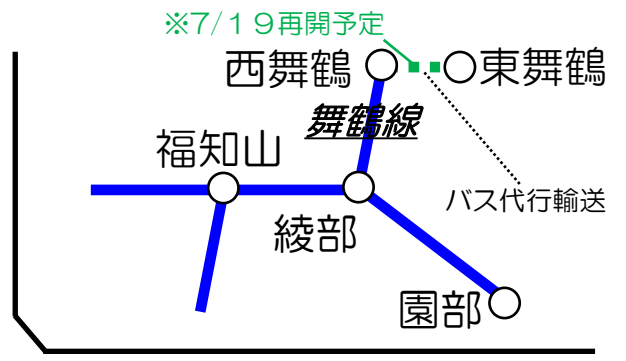 ※7/19再開予定
西舞鶴
東舞鶴
舞鶴線
福知山
バス代行輸送
綾部
園部